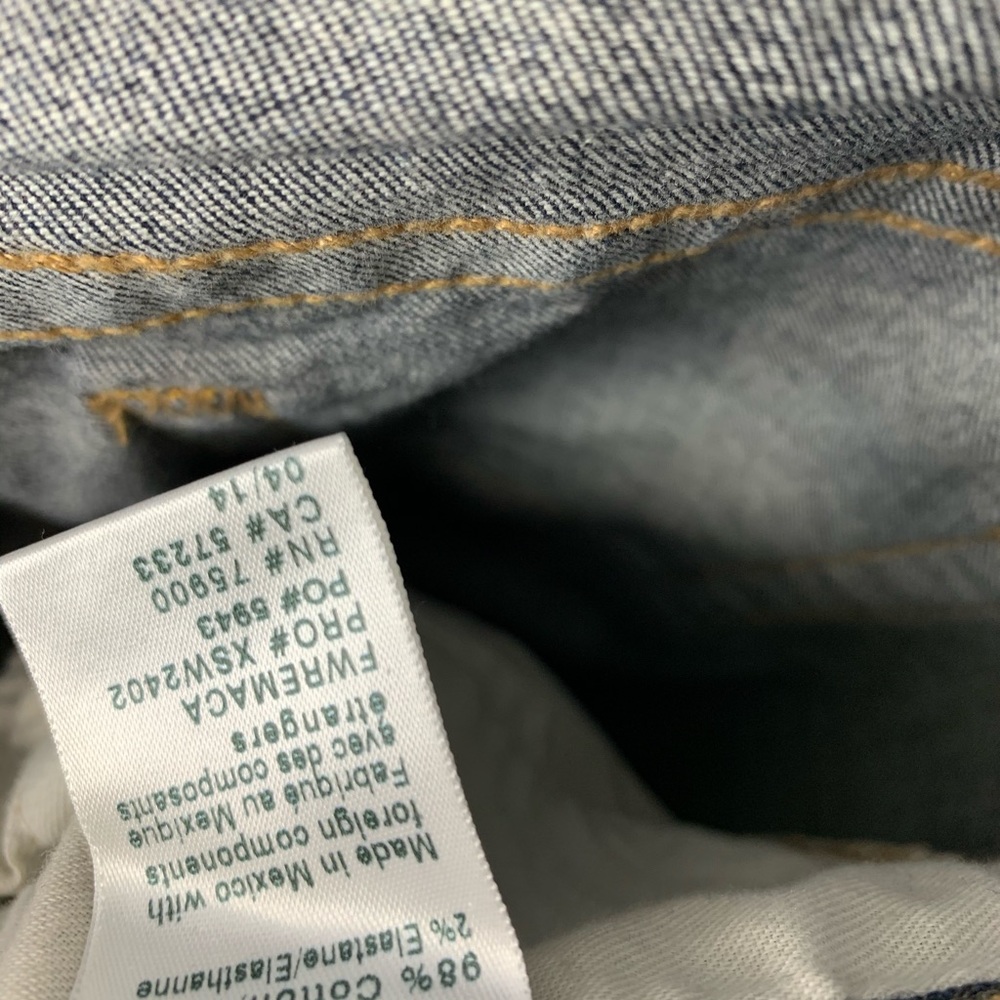 98% Cotton/
2% Elastane/Elasthanne
Made in Mexico with
foreign components
Fabriqué au Mexique
avec des composants
étrangers
FWREMACA
PRO# XSW2402
PO# 5943
RN# 75900
CA# 57233
04/14